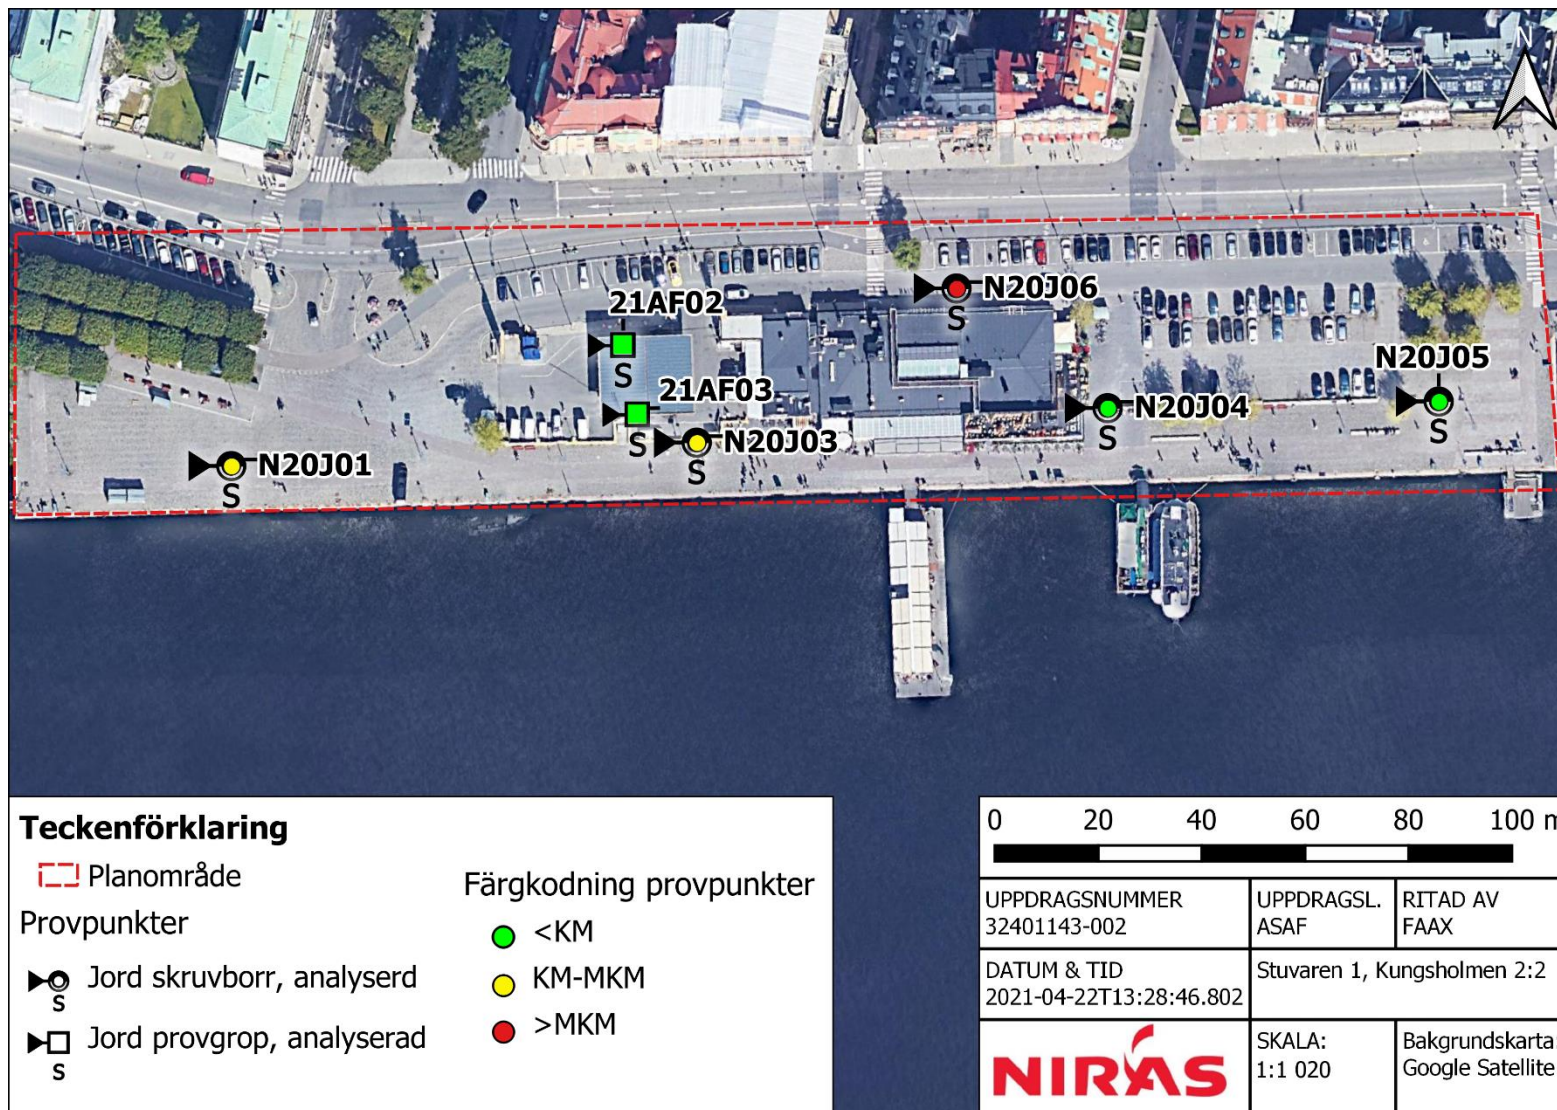 N
21AF02
S
21AF03
S
N20J06
S
N20J05
S
N20J04
S
N20J03
S
N20J01
S
Teckenförklaring
Planområde
Provpunkter
Jord skruvborr, analyserd
S
Jord provgrop, analyserad
S
Färgkodning provpunkter
<KM
KM-MKM
>MKM
0 20 40 60 80 100 m
UPPDRAGSNUMMER
32401143-002
UPPDRAGSL.
ASAF
RITAD AV
FAAX
DATUM & TID
2021-04-22T13:28:46.802
Stuvaren 1, Kungsholmen 2:2
NIRÁS
SKALA:
1:1 020
Bakgrundskarta:
Google Satellite